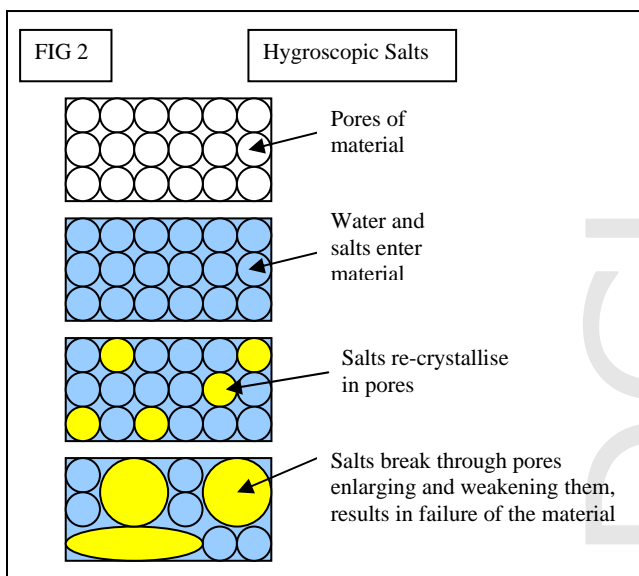 FIG 2
Hygroscopic Salts
Pores of
material
Water and
salts enter
material
Salts re-crystallise
in pores
Salts break through pores
enlarging and weakening them,
results in failure of the material